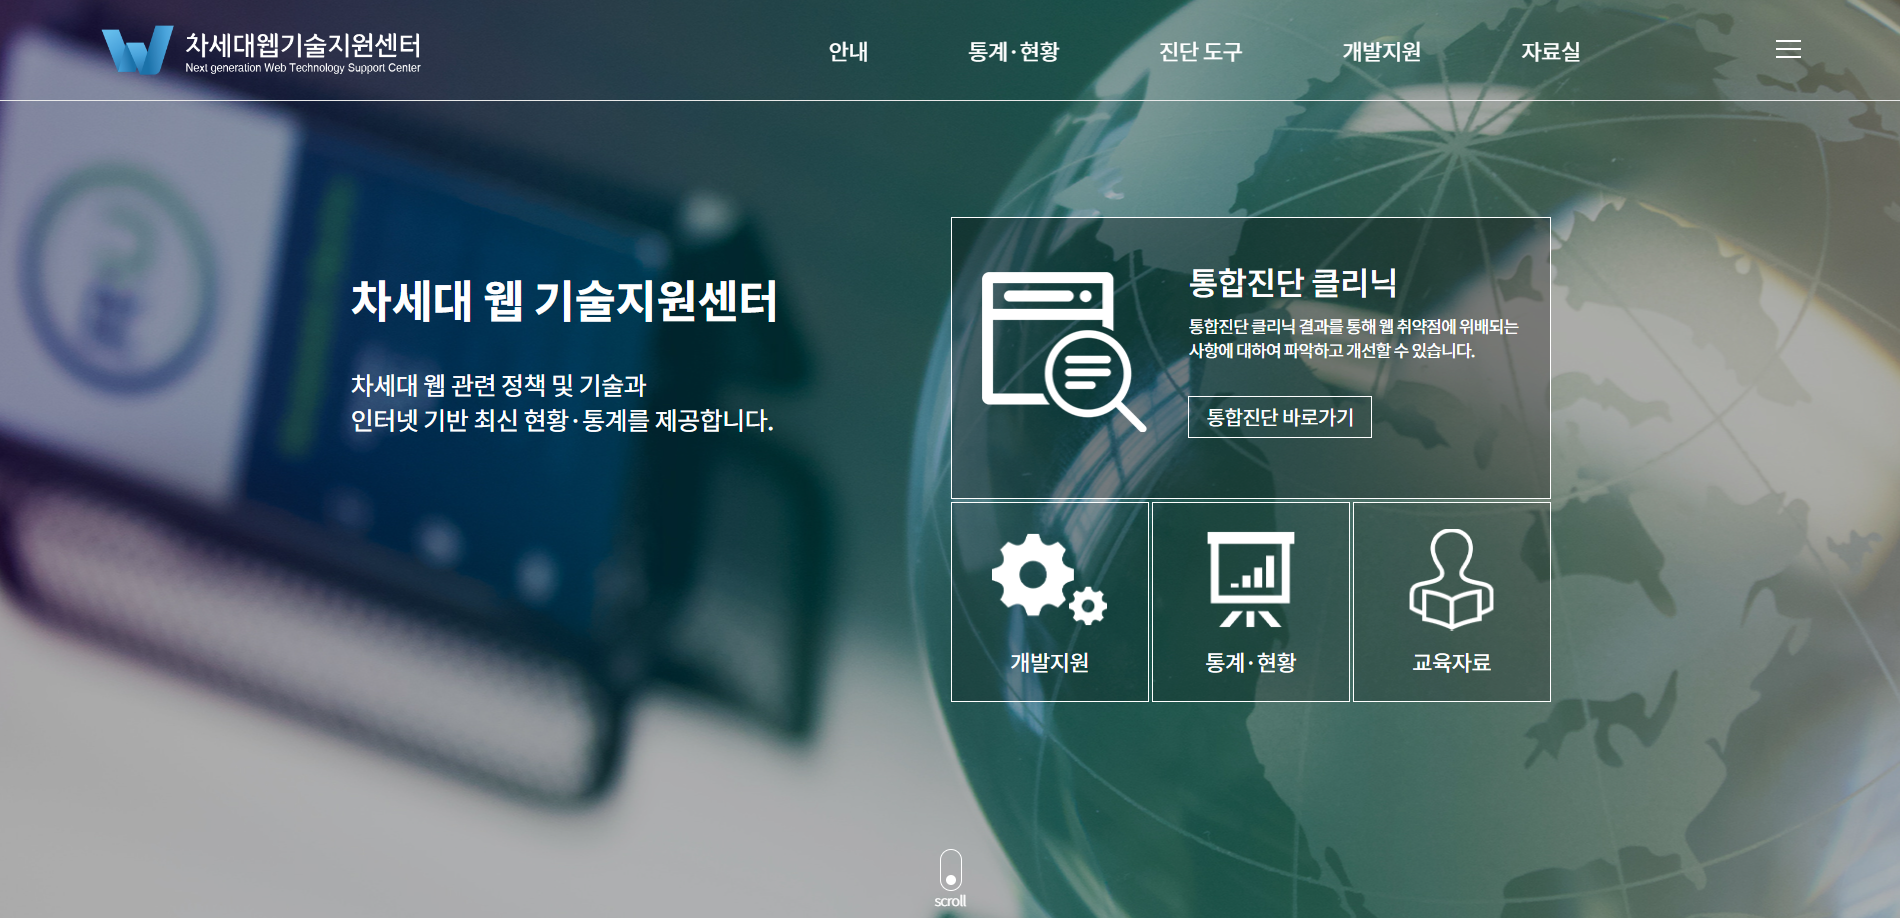 차세대웹기술지원센터
Next generation Web Technology Support Center
안내
통계·현황
진단 도구
개발지원
자료실
차세대 웹 기술지원센터
차세대 웹 관련 정책 및 기술과
인터넷 기반 최신 현황·통계를 제공합니다.
통합진단 클리닉
통합진단 클리닉 결과를 통해 웹 취약점에 위배되는
사항에 대하여 파악하고 개선할 수 있습니다.
통합진단 바로가기
개발지원
통계·현황
교육자료
scroll